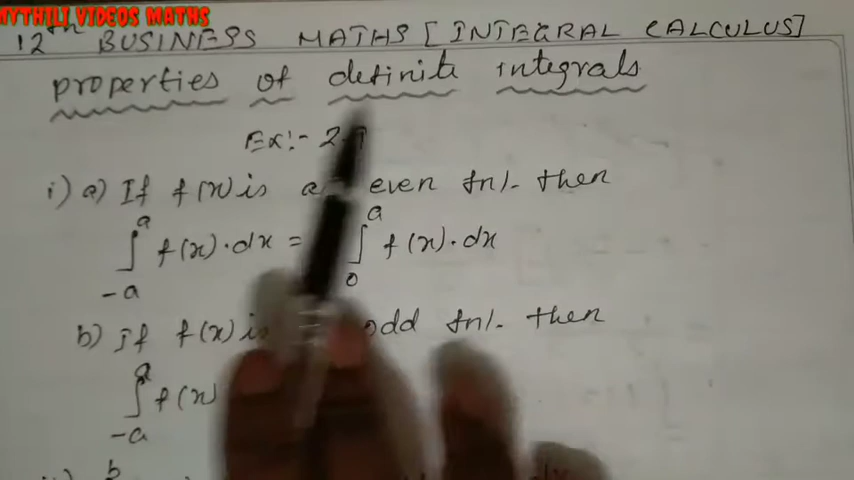 MYTHILI VIDEOS MATHS
12th BUSINESS MATHS [INTEGRAL CALCULUS]
properties of definite integrals
Ex:- 2.
i) a) If f(x) is even fn/. then
∫_{-a}^{a} f(x)·dx = ∫_{0}^{a} f(x)·dx
b) If f(x) is odd fn/. then
∫_{-a}^{a} f(x)
b